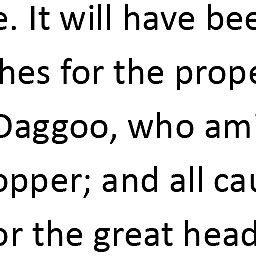 e. It will have bee
hes for the prope
Daggoo, who am
opper; and all cau
or the great head